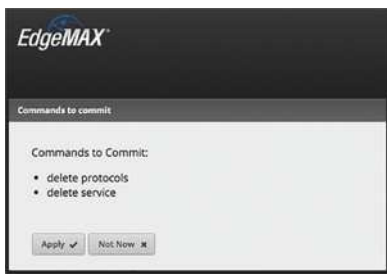 EdgeMAX
Commands to commit
Commands to Commit:
• delete protocols
• delete service
Apply ✔ Not Now ✖